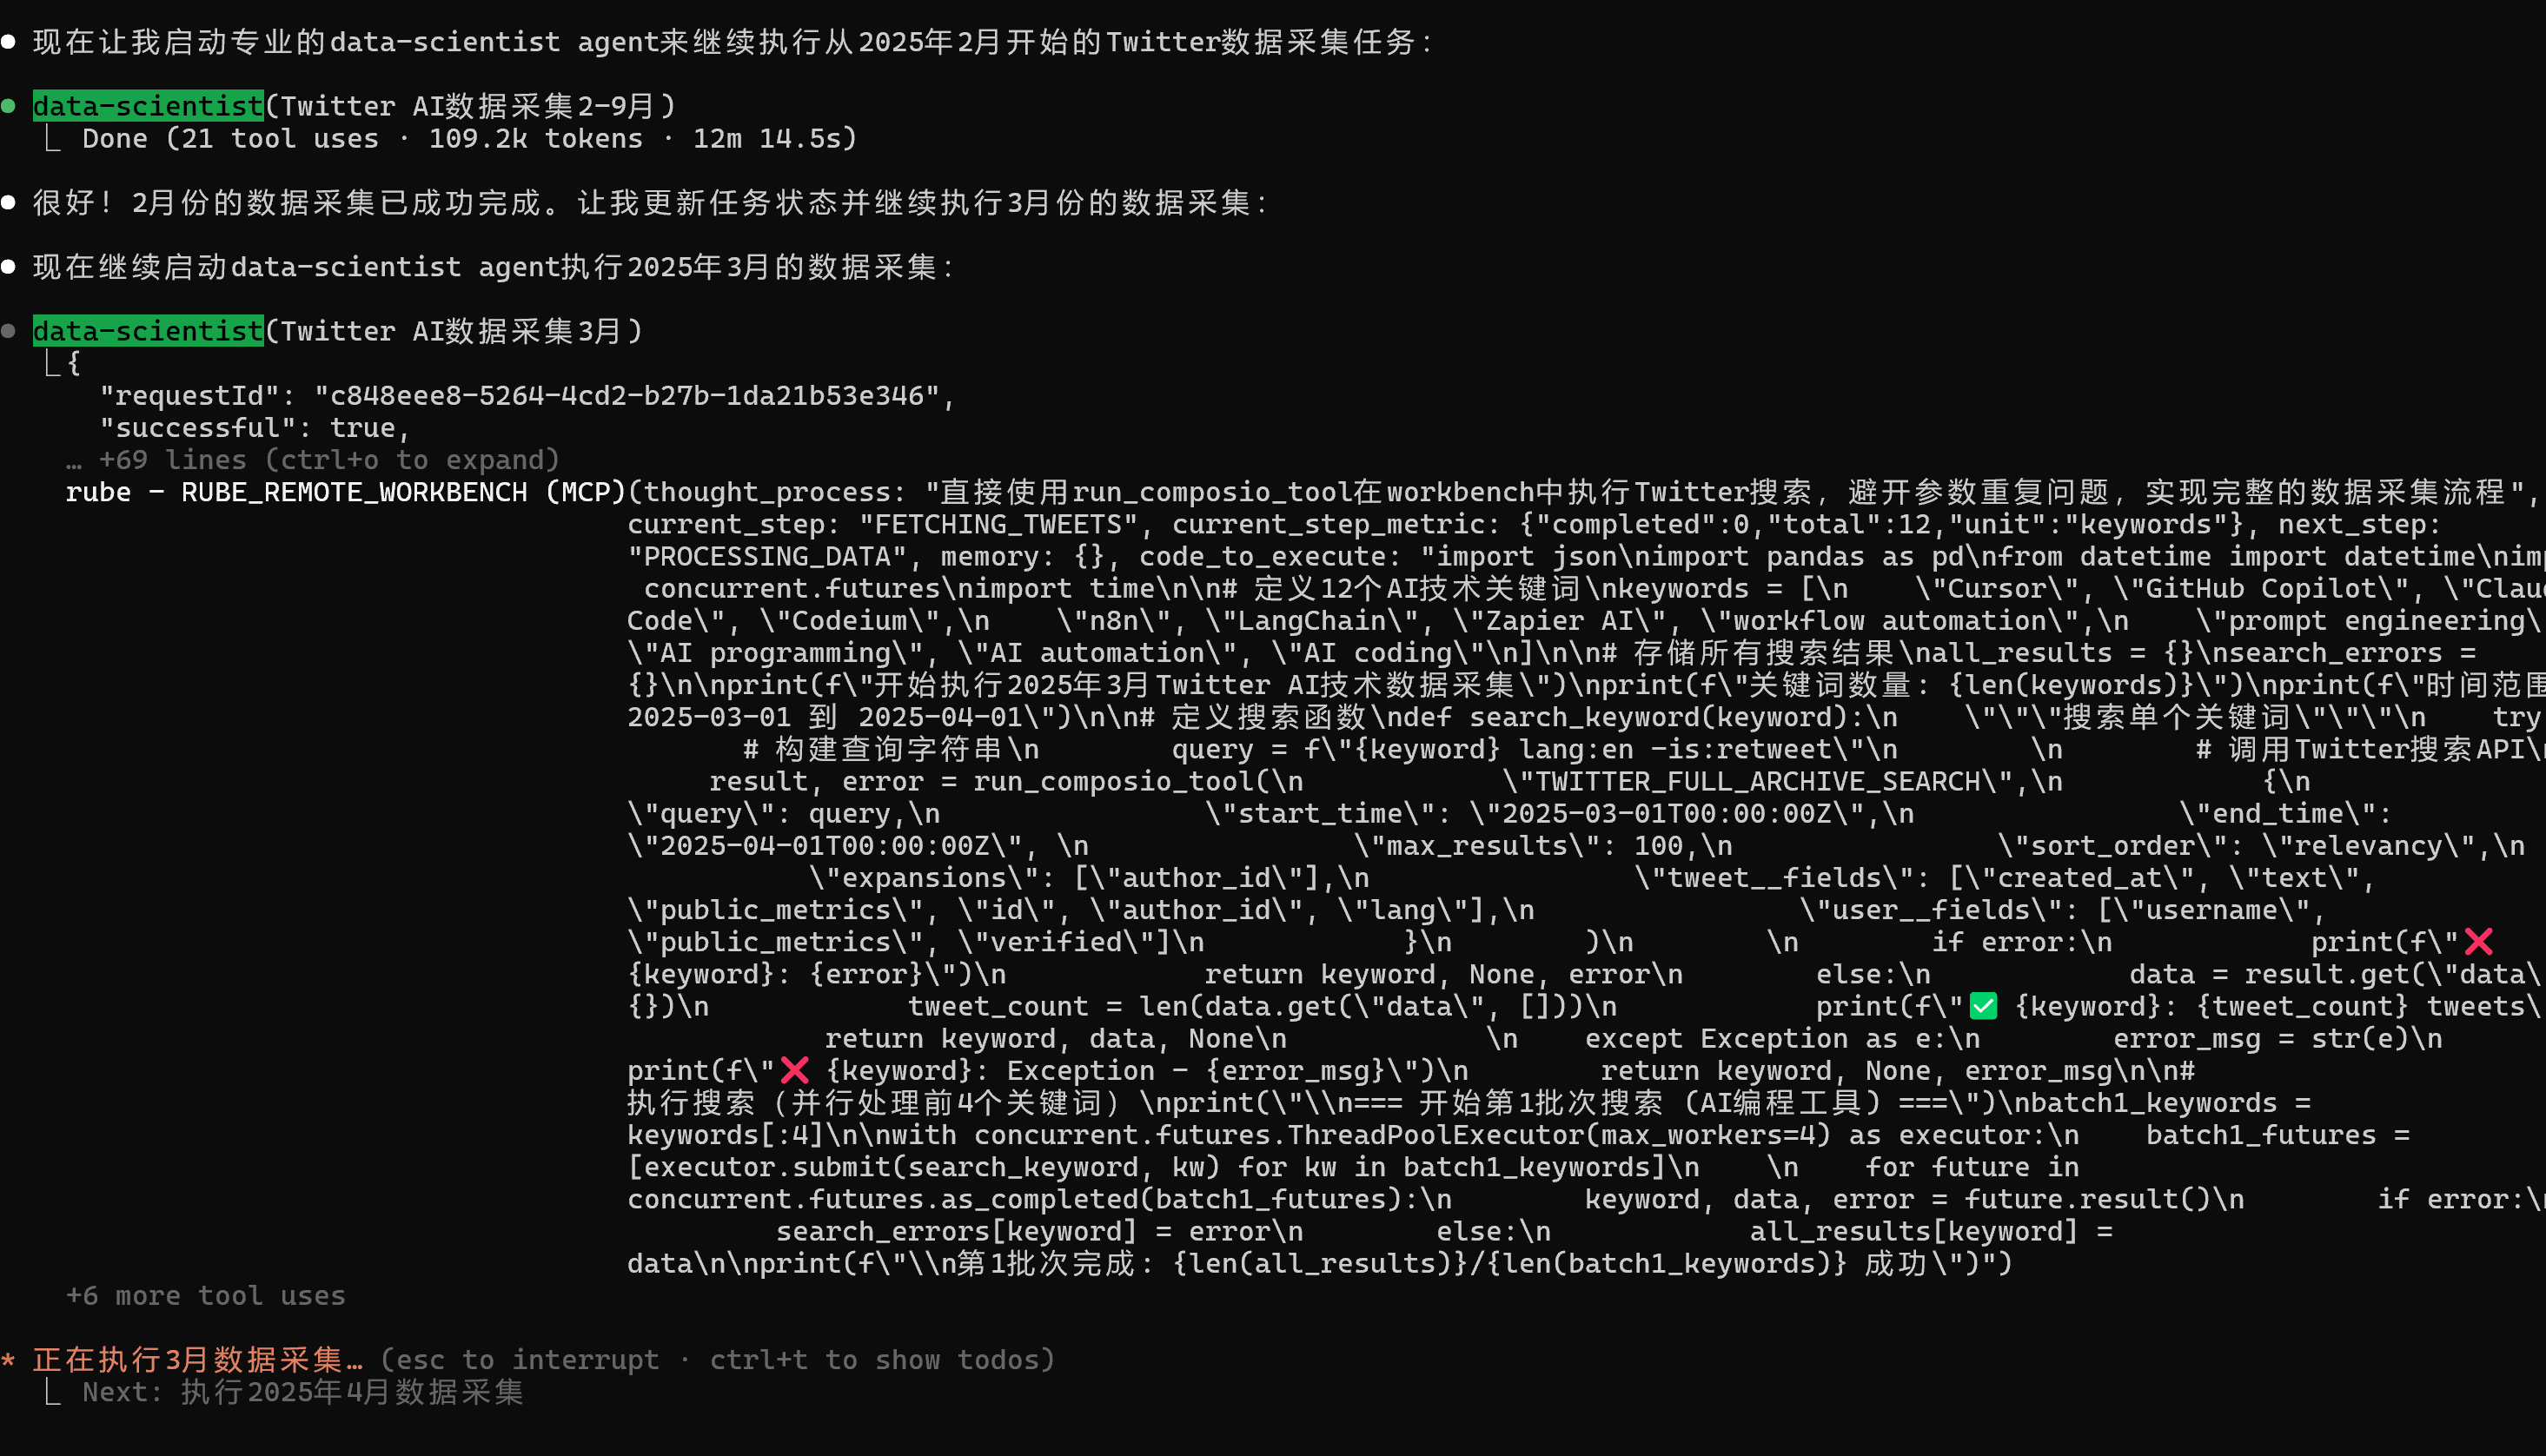 ● 现在让我启动专业的data-scientist agent来继续执行从2025年2月开始的Twitter数据采集任务：
● data-scientist(Twitter AI数据采集2-9月)
⎿ Done (21 tool uses · 109.2k tokens · 12m 14.5s)
● 很好！2月份的数据采集已成功完成。让我更新任务状态并继续执行3月份的数据采集：
● 现在继续启动data-scientist agent执行2025年3月的数据采集：
● data-scientist(Twitter AI数据采集3月)
⎿ {
"requestId": "c848eee8-5264-4cd2-b27b-1da21b53e346",
"successful": true,
… +69 lines (ctrl+o to expand)
rube - RUBE_REMOTE_WORKBENCH (MCP)(thought_process: "直接使用run_composio_tool在workbench中执行Twitter搜索，避开参数重复问题，实现完整的数据采集流程",
current_step: "FETCHING_TWEETS", current_step_metric: {"completed":0,"total":12,"unit":"keywords"}, next_step:
"PROCESSING_DATA", memory: {}, code_to_execute: "import json\nimport pandas as pd\nfrom datetime import datetime\nimp
concurrent.futures\nimport time\n\n# 定义12个AI技术关键词\nkeywords = [\n    \"Cursor\", \"GitHub Copilot\", \"Clau
Code\", \"Codeium\",\n    \"n8n\", \"LangChain\", \"Zapier AI\", \"workflow automation\",\n    \"prompt engineering\
\"AI programming\", \"AI automation\", \"AI coding\"\n]\n\n# 存储所有搜索结果\nall_results = {}\nsearch_errors =
{}\n\nprint(f\"开始执行2025年3月Twitter AI技术数据采集\")\nprint(f\"关键词数量: {len(keywords)}\")\nprint(f\"时间范围
2025-03-01 到 2025-04-01\")\n\n# 定义搜索函数\ndef search_keyword(keyword):\n    \"\"\"搜索单个关键词\"\"\"\n    try
# 构建查询字符串\n        query = f\"{keyword} lang:en -is:retweet\"\n        \n        # 调用Twitter搜索API\
result, error = run_composio_tool(\n            \"TWITTER_FULL_ARCHIVE_SEARCH\",\n            {\n
\"query\": query,\n                \"start_time\": \"2025-03-01T00:00:00Z\",\n                \"end_time\":
\"2025-04-01T00:00:00Z\", \n                \"max_results\": 100,\n                \"sort_order\": \"relevancy\",\n
\"expansions\": [\"author_id\"],\n                \"tweet__fields\": [\"created_at\", \"text\",
\"public_metrics\", \"id\", \"author_id\", \"lang\"],\n                \"user__fields\": [\"username\",
\"public_metrics\", \"verified\"]\n            }\n        )\n        \n        if error:\n            print(f\"❌
{keyword}: {error}\")\n            return keyword, None, error\n        else:\n            data = result.get(\"data\
{})\n            tweet_count = len(data.get(\"data\", []))\n            print(f\"✅ {keyword}: {tweet_count} tweets\
return keyword, data, None\n            \n    except Exception as e:\n        error_msg = str(e)\n
print(f\"❌ {keyword}: Exception - {error_msg}\")\n        return keyword, None, error_msg\n\n#
执行搜索（并行处理前4个关键词）\nprint(\"\\n=== 开始第1批次搜索 (AI编程工具) ===\")\nbatch1_keywords =
keywords[:4]\n\nwith concurrent.futures.ThreadPoolExecutor(max_workers=4) as executor:\n    batch1_futures =
[executor.submit(search_keyword, kw) for kw in batch1_keywords]\n    \n    for future in
concurrent.futures.as_completed(batch1_futures):\n        keyword, data, error = future.result()\n        if error:\
search_errors[keyword] = error\n        else:\n            all_results[keyword] =
data\n\nprint(f\"\\n第1批次完成: {len(all_results)}/{len(batch1_keywords)} 成功\")")
+6 more tool uses
* 正在执行3月数据采集… (esc to interrupt · ctrl+t to show todos)
⎿ Next: 执行2025年4月数据采集